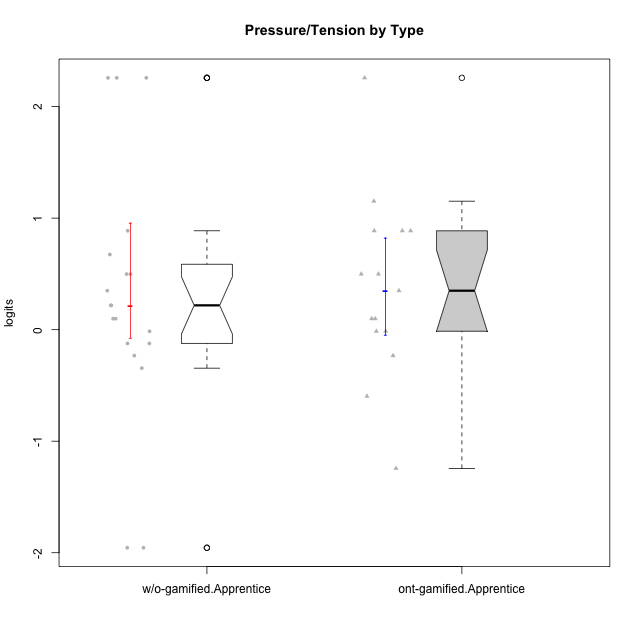 Pressure/Tension by Type
logits
2
1
0
-1
-2
w/o-gamified.Apprentice ont-gamified.Apprentice